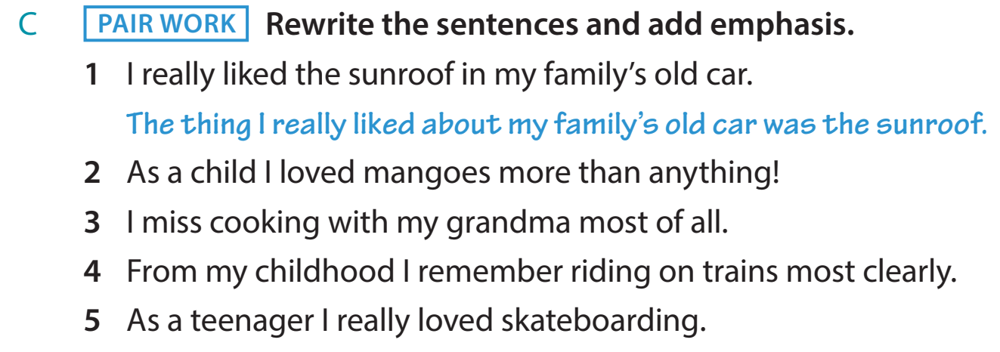 C PAIR WORK Rewrite the sentences and add emphasis.
1 I really liked the sunroof in my family's old car.
The thing I really liked about my family's old car was the sunroof.
2 As a child I loved mangoes more than anything!
3 I miss cooking with my grandma most of all.
4 From my childhood I remember riding on trains most clearly.
5 As a teenager I really loved skateboarding.